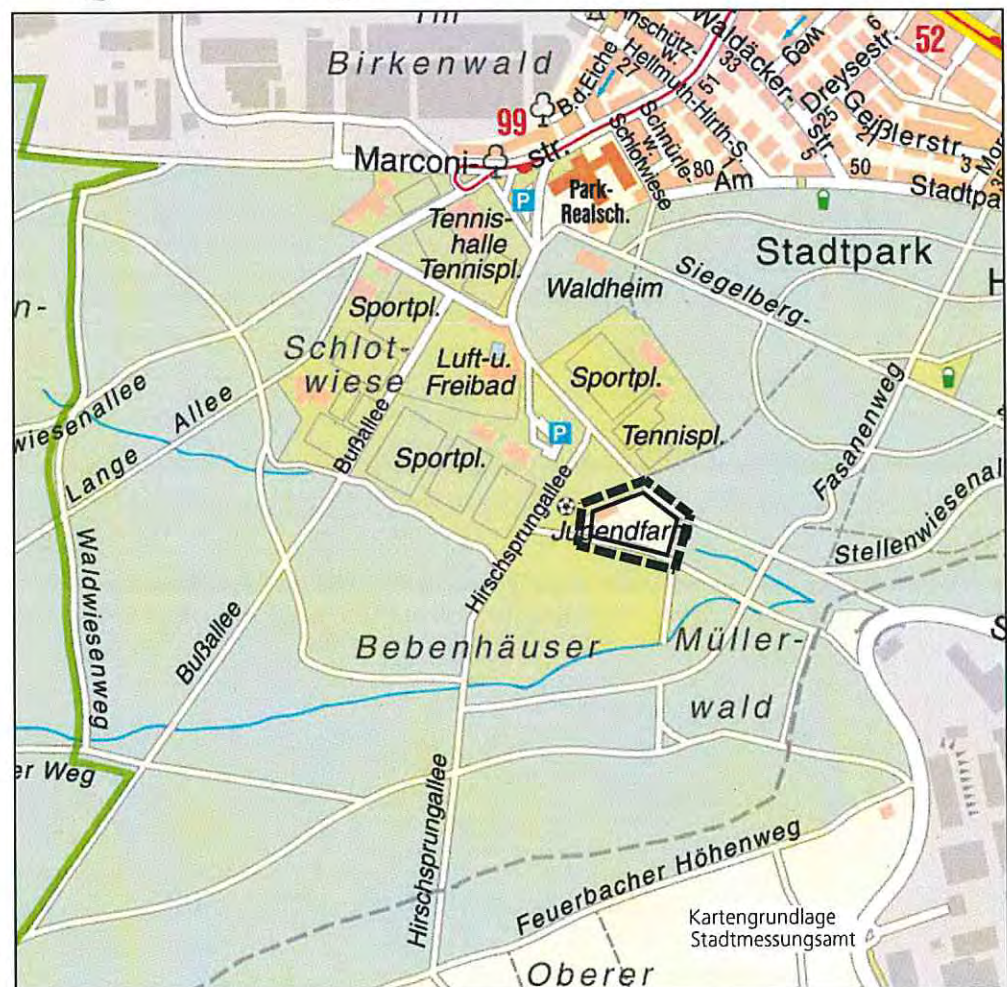 Im
Birkenwald
B.d.Eiche
27
Anschütz-
w.
Hellmuth-Hirth-S
51
33
Waldäcker-
str
5
weg
Dreysestr.
25
6
52
Geißlerstr.
21
3
50
Schnürle-
w.
Schlotwiese
80
1
Am
Stadtpa
99
Marconi-
str.
P
Park-
Realsch.
Tennis-
halle
Tennispl.
Waldheim
Stadtpark
H
Siegelberg-
n-
Sportpl.
Schlot-
wiese
Luft-u.
Freibad
Sportpl.
Tennispl.
wiesenallee
Lange Allee
Bußallee
Sportpl.
P
Hirschsprungallee
Jugendfarm
Fasanenweg
Stellenwiesenal
Waldwiesenweg
Bußallee
Bebenhäuser
Müller-
wald
S
er Weg
Hirschsprungallee
Feuerbacher Höhenweg
Kartengrundlage
Stadtmessungsamt
Oberer